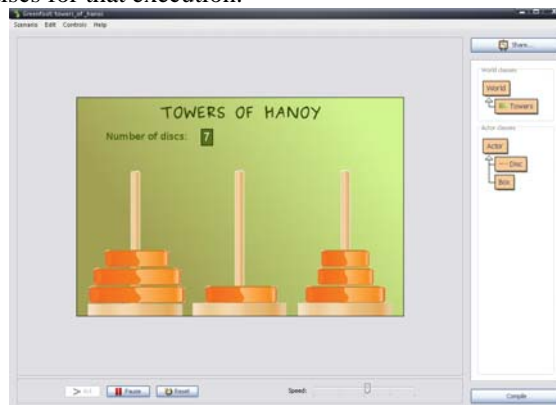 ises for that execution.
Greenfoot: towers_of_hanoy
Scenario Edit Controls Help
Share...
World classes
World
Towers
Actor classes
Actor
Disc
Box
TOWERS OF HANOY
Number of discs: 7
Pause
Reset
Speed:
Compile